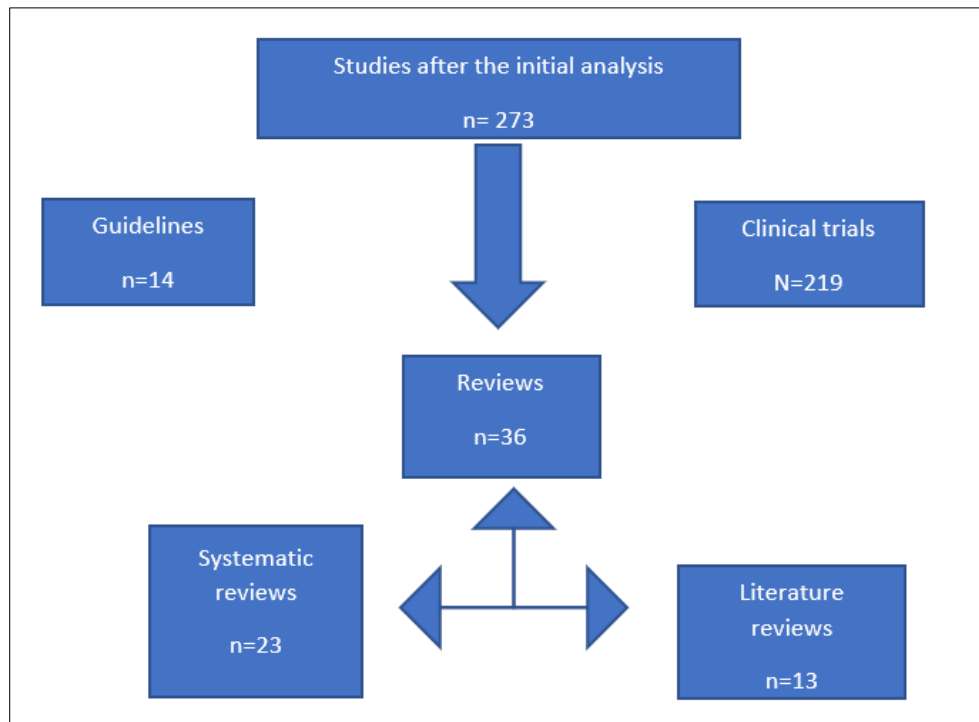 Studies after the initial analysis
n= 273
Guidelines
n=14
Clinical trials
N=219
Reviews
n=36
Systematic
reviews
n=23
Literature
reviews
n=13